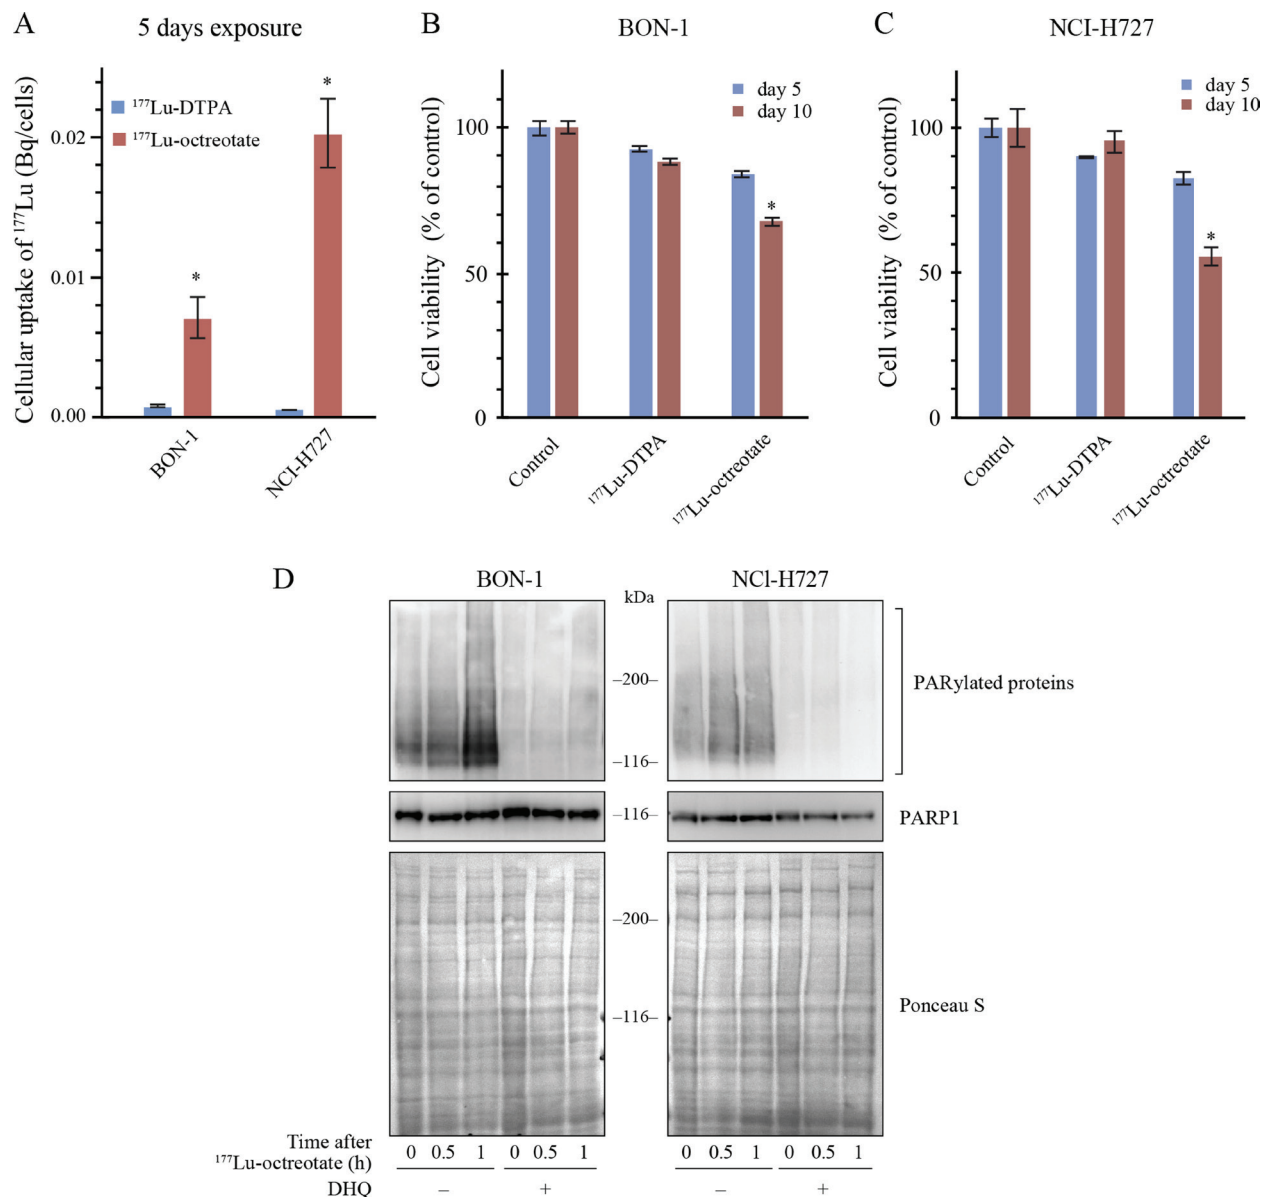 A
5 days exposure
Cellular uptake of ¹⁷⁷Lu (Bq/cells)
¹⁷⁷Lu-DTPA
¹⁷⁷Lu-octreotate
0.02
0.01
0.00
*
*
BON-1
NCI-H727
B
BON-1
Cell viability (% of control)
day 5
day 10
100
50
0
*
Control
¹⁷⁷Lu-DTPA
¹⁷⁷Lu-octreotate
C
NCI-H727
Cell viability (% of control)
day 5
day 10
100
50
0
*
Control
¹⁷⁷Lu-DTPA
¹⁷⁷Lu-octreotate
D
BON-1
kDa
NCl-H727
–200–
PARylated proteins
–116–
–116–
PARP1
–200–
–116–
Ponceau S
Time after
¹⁷⁷Lu-octreotate (h)
0 0.5 1 0 0.5 1 0 0.5 1 0 0.5 1
DHQ – + – +